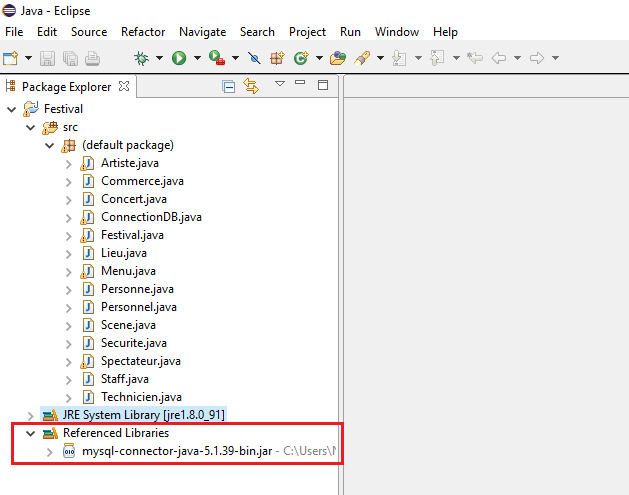 Java - Eclipse
File Edit Source Refactor Navigate Search Project Run Window Help
Package Explorer
Festival
src
(default package)
Artiste.java
Commerce.java
Concert.java
ConnectionDB.java
Festival.java
Lieu.java
Menu.java
Personne.java
Personnel.java
Scene.java
Securite.java
Spectateur.java
Staff.java
Technicien.java
JRE System Library [jre1.8.0_91]
Referenced Libraries
mysql-connector-java-5.1.39-bin.jar - C:\Users\